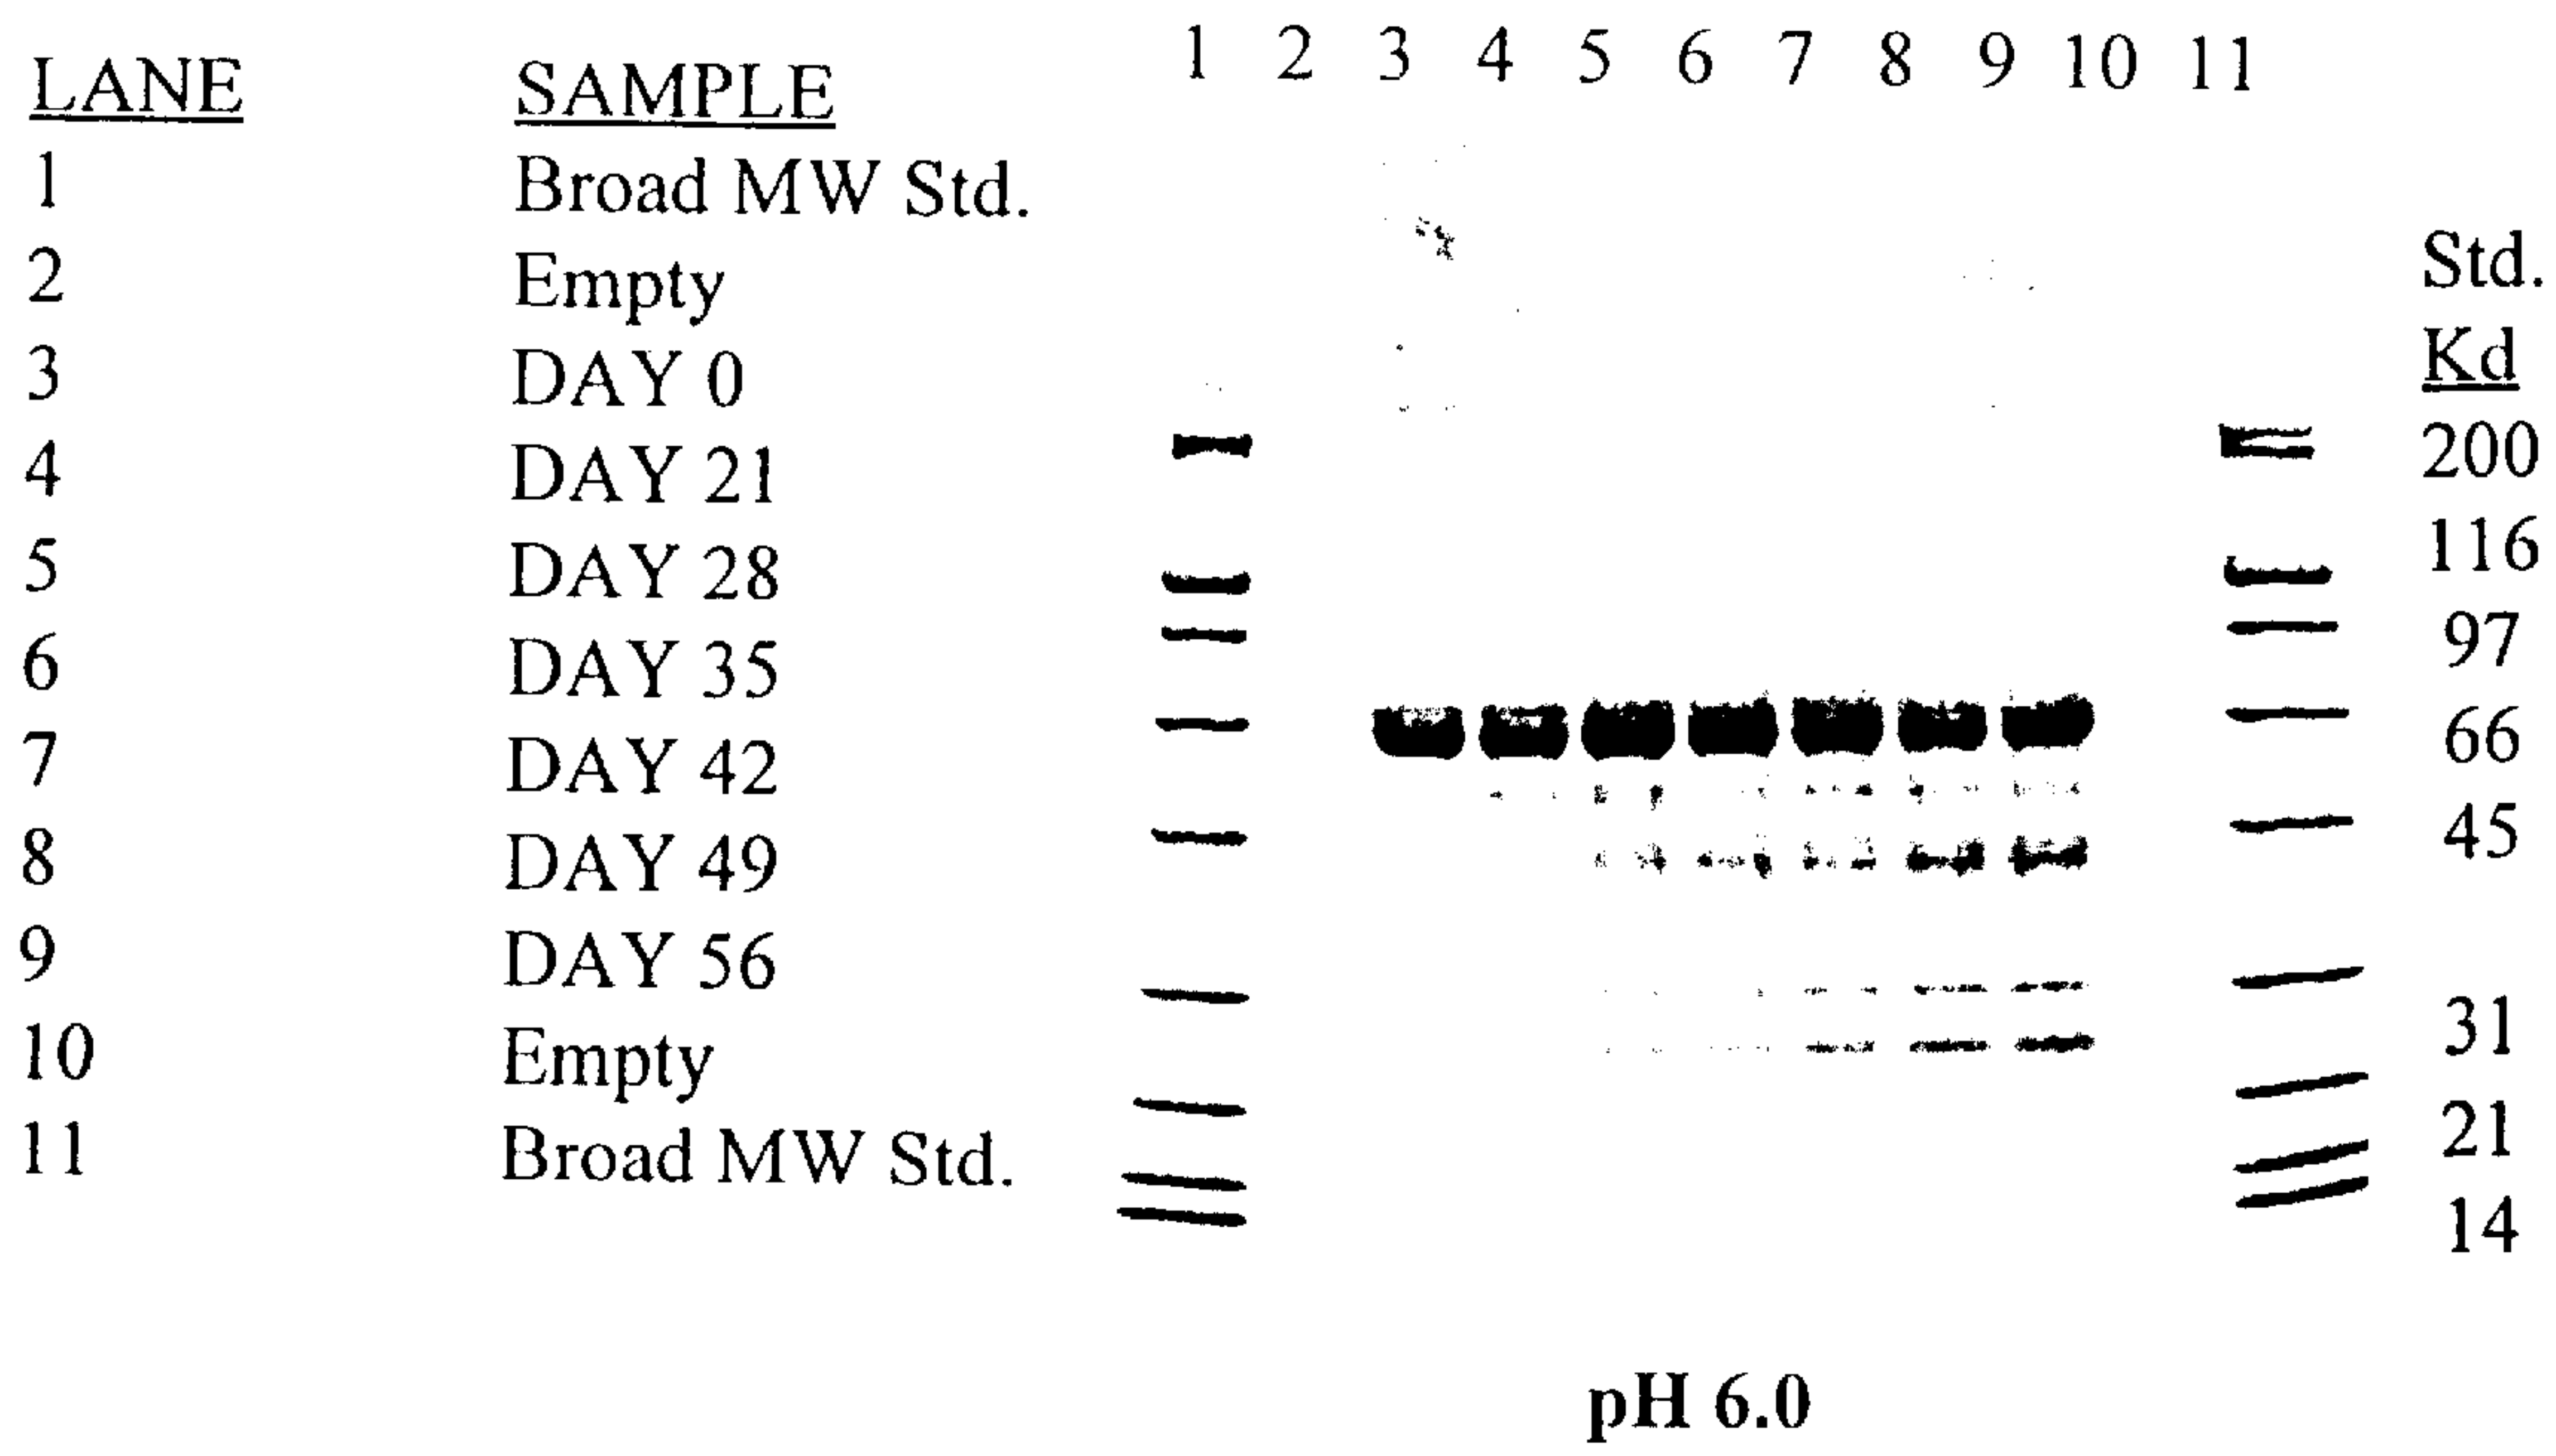 LANE SAMPLE
1 Broad MW Std.
2 Empty
3 DAY 0
4 DAY 21
5 DAY 28
6 DAY 35
7 DAY 42
8 DAY 49
9 DAY 56
10 Empty
11 Broad MW Std.
1 2 3 4 5 6 7 8 9 10 11
Std.
Kd
200
116
97
66
45
31
21
14
pH 6.0